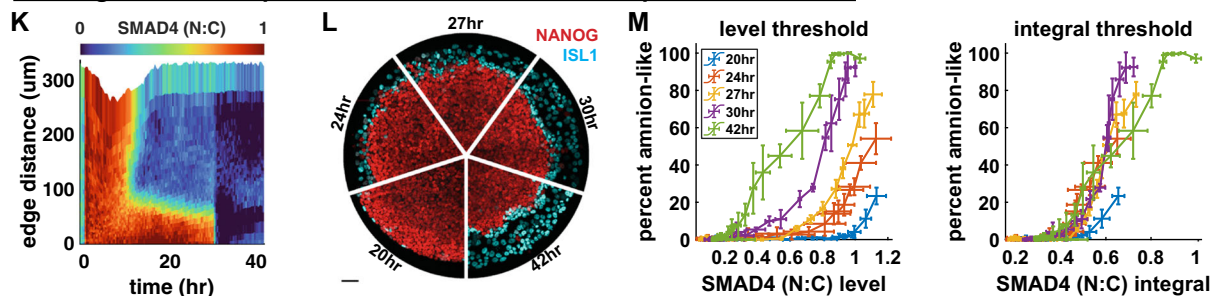 K
0 SMAD4 (N:C) 1
edge distance (um)
300
200
100
0
0 20 40
time (hr)
L
27hr
NANOG
ISL1
24hr
30hr
20hr
42hr
M
level threshold
percent amnion-like
100
80
60
40
20
0
20hr
24hr
27hr
30hr
42hr
0.2 0.4 0.6 0.8 1 1.2
SMAD4 (N:C) level
integral threshold
percent amnion-like
100
80
60
40
20
0
0.2 0.4 0.6 0.8 1
SMAD4 (N:C) integral